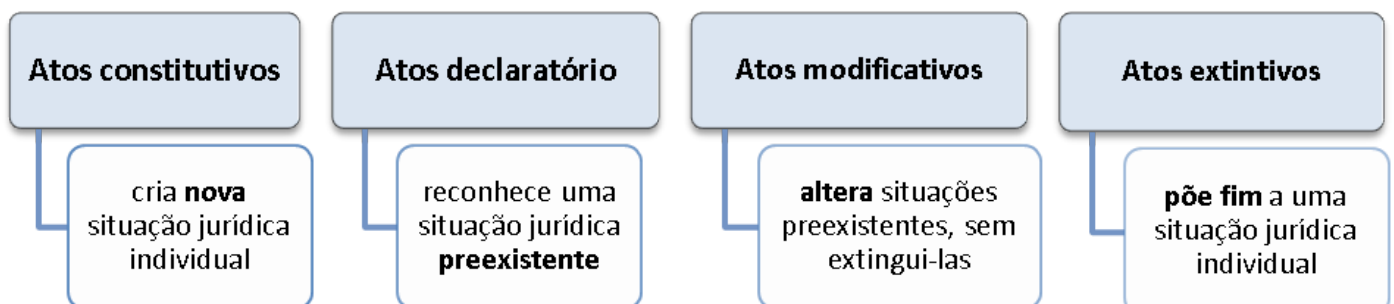 Atos constitutivos
cria nova
situação jurídica
individual
Atos declaratório
reconhece uma
situação jurídica
preexistente
Atos modificativos
altera situações
preexistentes, sem
extingui-las
Atos extintivos
põe fim a uma
situação jurídica
individual